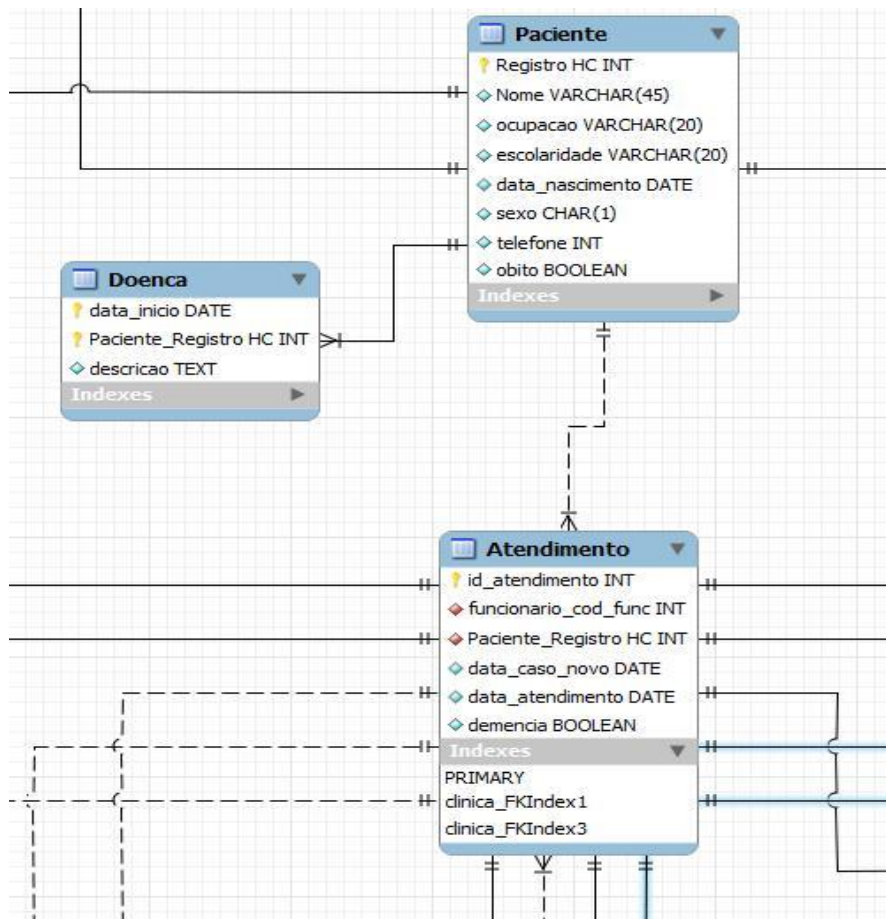 Paciente
Registro HC INT
Nome VARCHAR(45)
ocupacao VARCHAR(20)
escolaridade VARCHAR(20)
data_nascimento DATE
sexo CHAR(1)
telefone INT
obito BOOLEAN
Indexes
Doenca
data_inicio DATE
Paciente_Registro HC INT
descricao TEXT
Indexes
Atendimento
id_atendimento INT
funcionario_cod_func INT
Paciente_Registro HC INT
data_caso_novo DATE
data_atendimento DATE
demencia BOOLEAN
Indexes
PRIMARY
clinica_FKIndex1
clinica_FKIndex3